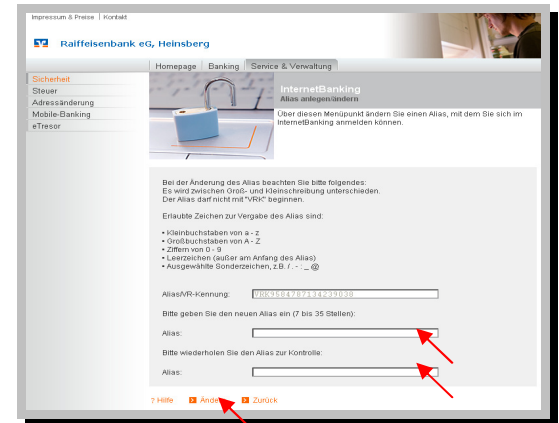 Impressum & Preise | Kontakt
Raiffeisenbank eG, Heinsberg
Homepage Banking Service & Verwaltung
Sicherheit
Steuer
Adressänderung
Mobile-Banking
eTresor
InternetBanking
Alias anlegen/ändern
Über diesen Menüpunkt ändern Sie einen Alias, mit dem Sie sich im
InternetBanking anmelden können.
Bei der Änderung des Alias beachten Sie bitte folgendes:
Es wird zwischen Groß- und Kleinschreibung unterschieden.
Der Alias darf nicht mit "VRK" beginnen.
Erlaubte Zeichen zur Vergabe des Alias sind:
• Kleinbuchstaben von a - z
• Großbuchstaben von A - Z
• Ziffern von 0 - 9
• Leerzeichen (außer am Anfang des Alias)
• Ausgewählte Sonderzeichen, z.B. / . - : _ @
Alias/VR-Kennung: VRK9584787134239038
Bitte geben Sie den neuen Alias ein (7 bis 35 Stellen):
Alias:
Bitte wiederholen Sie den Alias zur Kontrolle:
Alias:
? Hilfe Ände Zurück